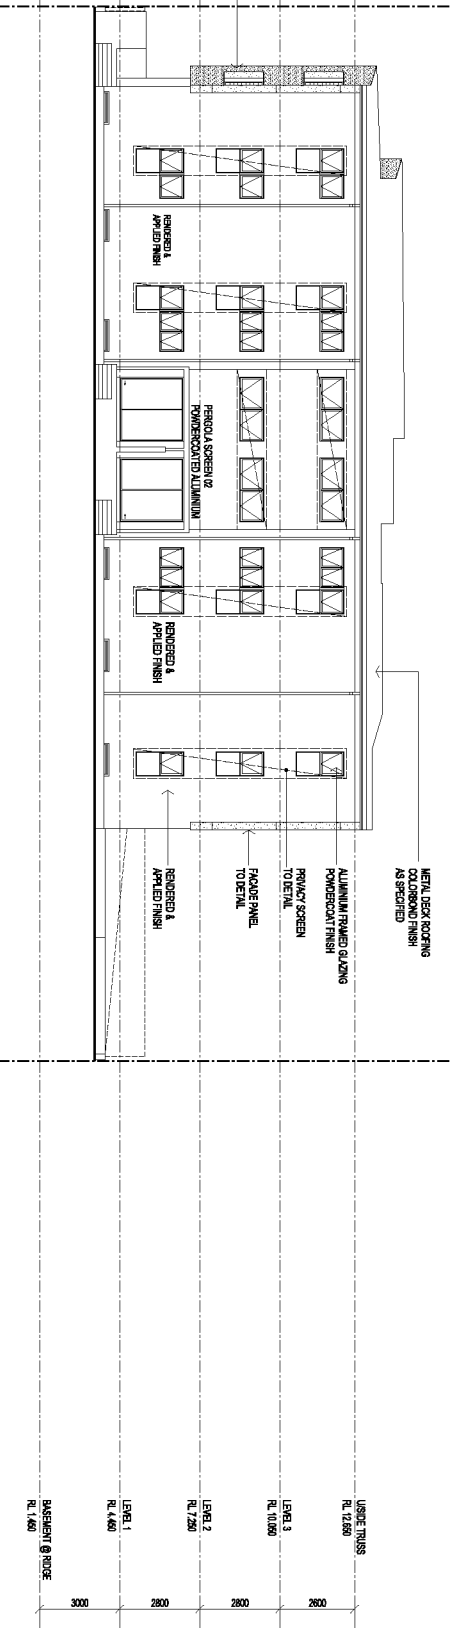 METAL DECK ROOFING
COLORBOND FINISH
AS SPECIFIED
ALUMINIUM FRAMED GLAZING
POWDERCOAT FINISH
PRIVACY SCREEN
TO DETAIL
FACADE PANEL
TO DETAIL
RENDERED &
APPLIED FINISH
RENDERED &
APPLIED FINISH
PERGOLA SCREEN 02
POWDERCOATED ALUMINIUM
RENDERED &
APPLIED FINISH
U/SIDE TRUSS
RL 12.650
LEVEL 3
RL 10.050
LEVEL 2
RL 7.250
LEVEL 1
RL 4.450
BASEMENT @ RIDGE
RL 1.450
2600
2800
2800
3000